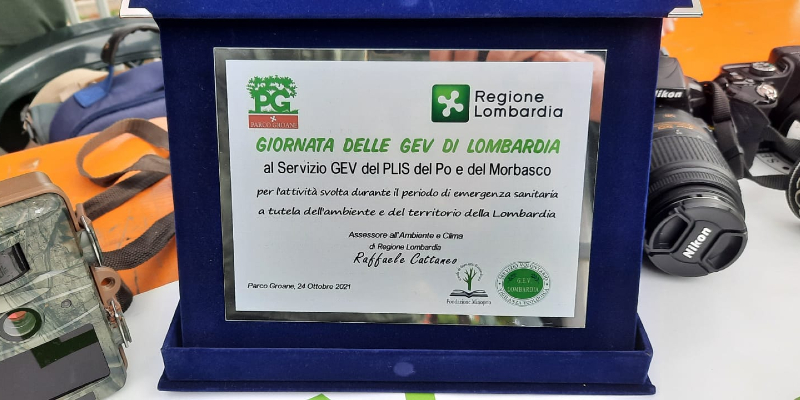 PG
PARCO GROANE
Regione
Lombardia
GIORNATA DELLE GEV DI LOMBARDIA
al Servizio GEV del PLIS del Po e del Morbasco
per l'attività svolta durante il periodo di emergenza sanitaria
a tutela dell'ambiente e del territorio della Lombardia
Assessore all'Ambiente e Clima
di Regione Lombardia
Raffaele Cattaneo
Parco Groane, 24 Ottobre 2021
Fondazione
G.E.V.
LOMBARDIA
Nikon
Nikon